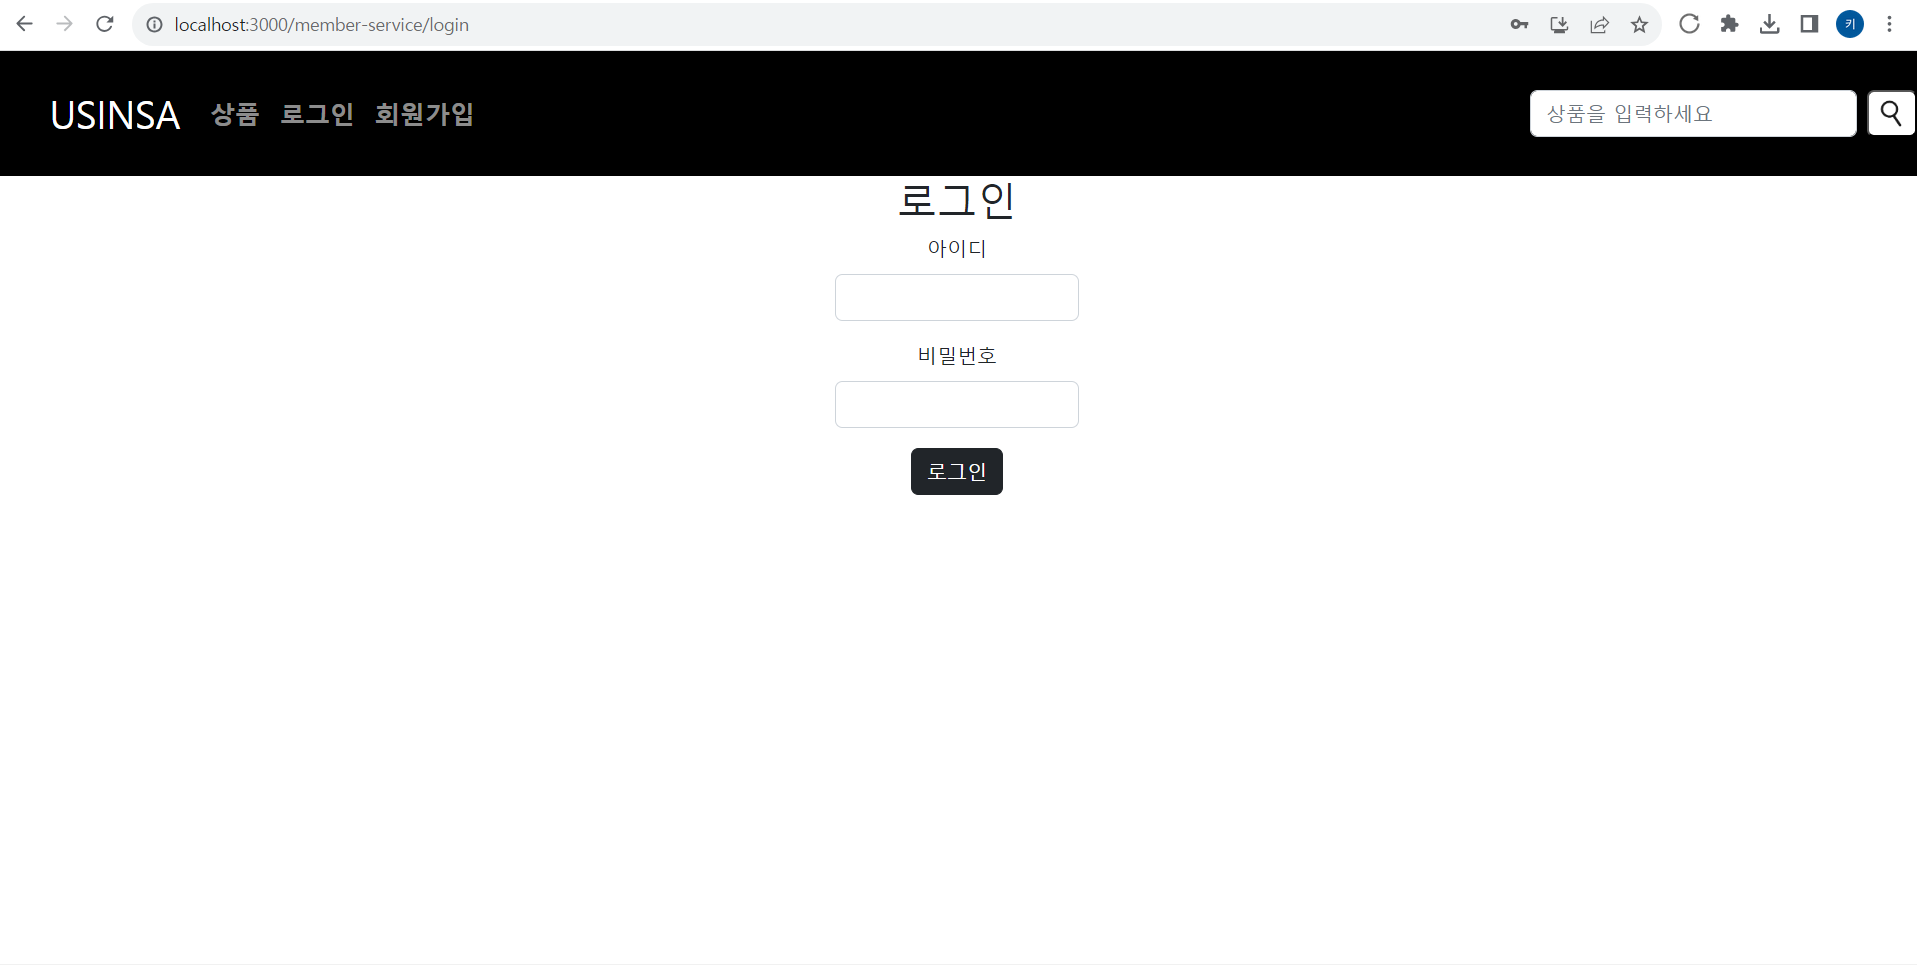 localhost:3000/member-service/login
키
USINSA 상품 로그인 회원가입
상품을 입력하세요
로그인
아이디
비밀번호
로그인